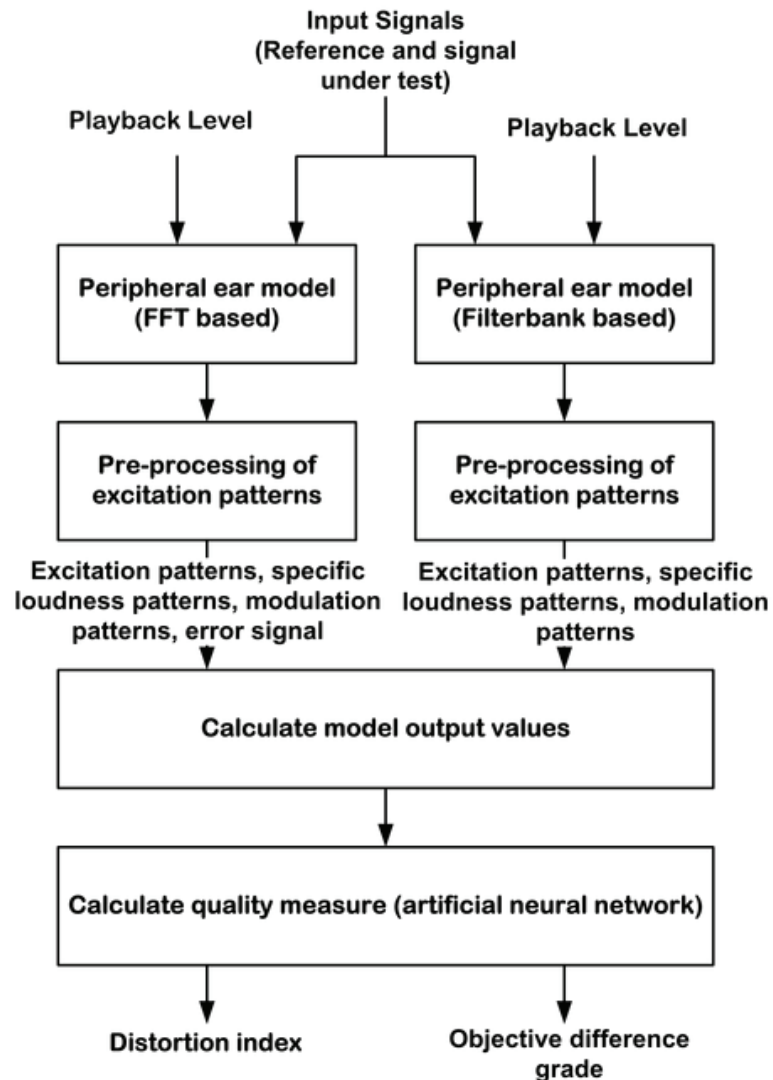 Input Signals
(Reference and signal
under test)
Playback Level
Playback Level
Peripheral ear model
(FFT based)
Peripheral ear model
(Filterbank based)
Pre-processing of
excitation patterns
Pre-processing of
excitation patterns
Excitation patterns, specific
loudness patterns, modulation
patterns, error signal
Excitation patterns, specific
loudness patterns, modulation
patterns
Calculate model output values
Calculate quality measure (artificial neural network)
Distortion index
Objective difference
grade